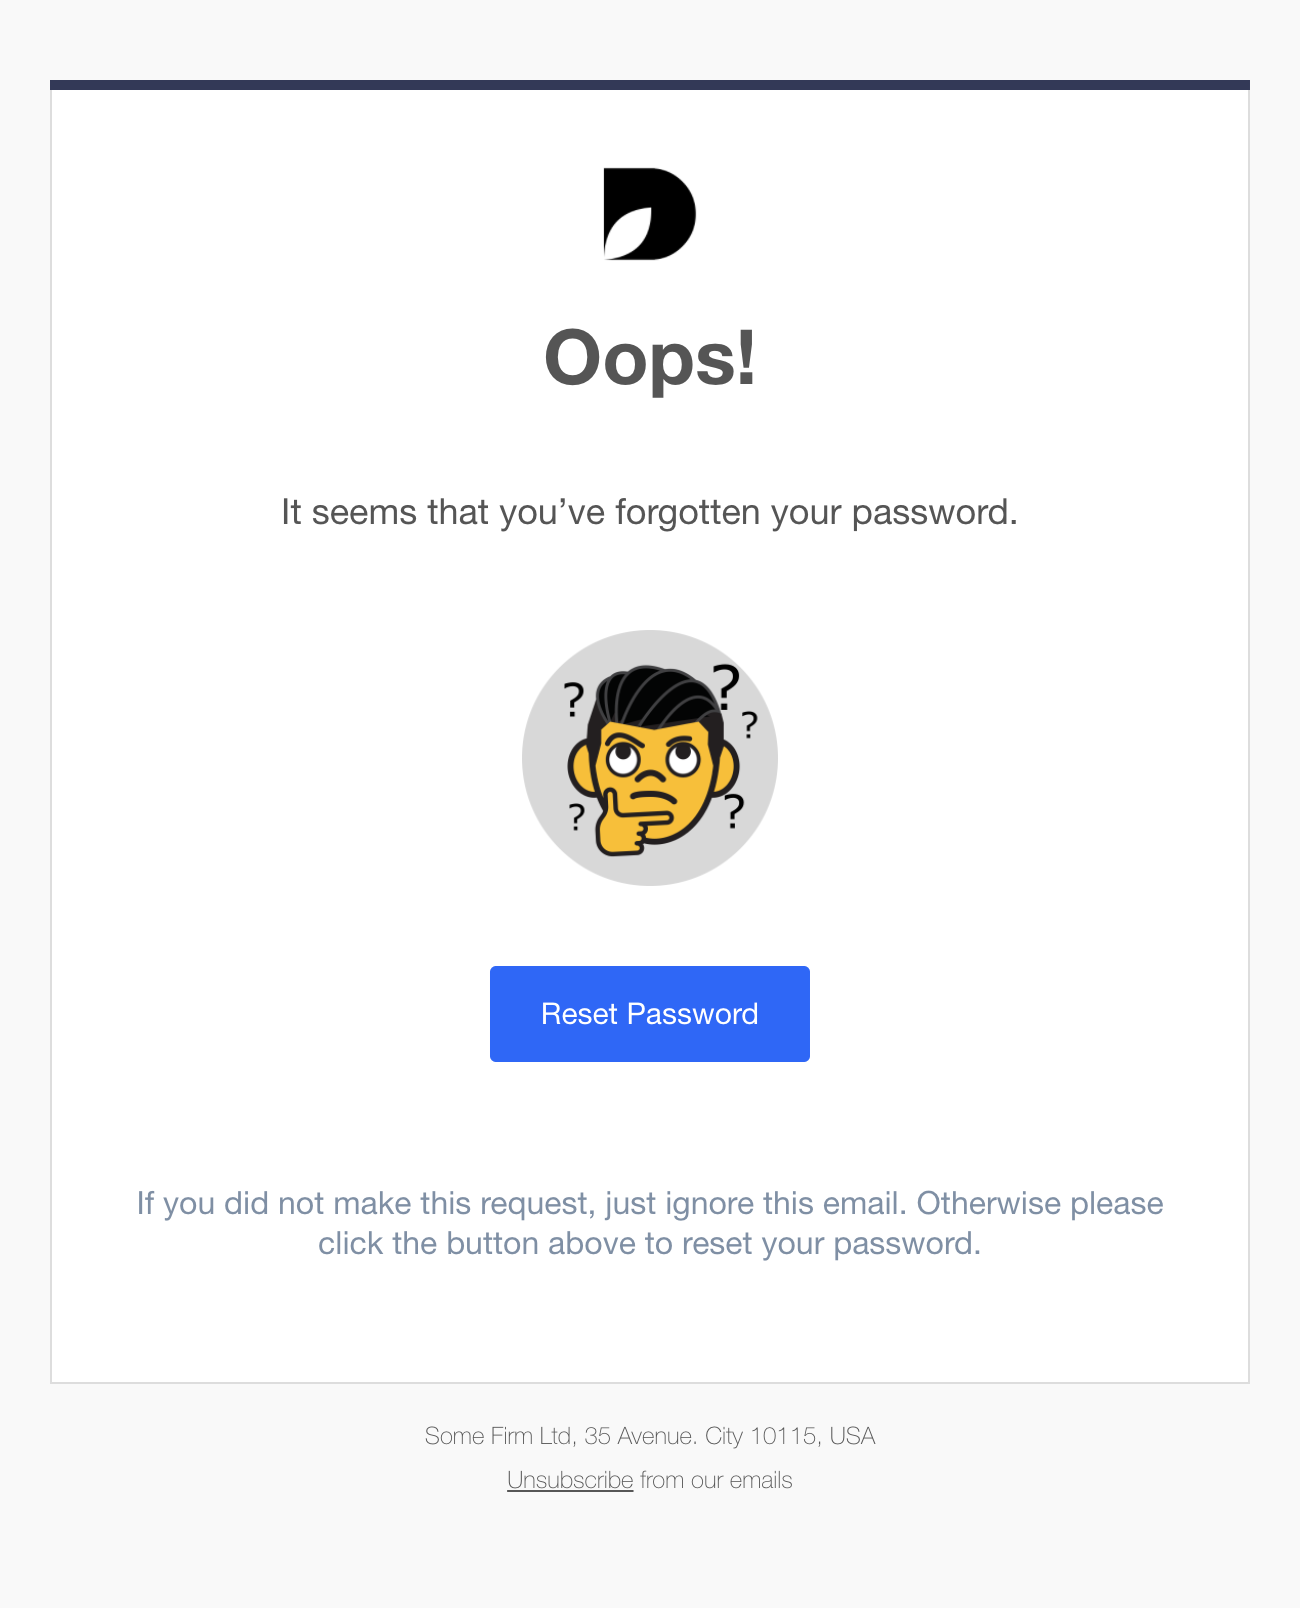 Oops!
It seems that you’ve forgotten your password.
?
?
?
?
?
Reset Password
If you did not make this request, just ignore this email. Otherwise please
click the button above to reset your password.
Some Firm Ltd, 35 Avenue. City 10115, USA
Unsubscribe from our emails